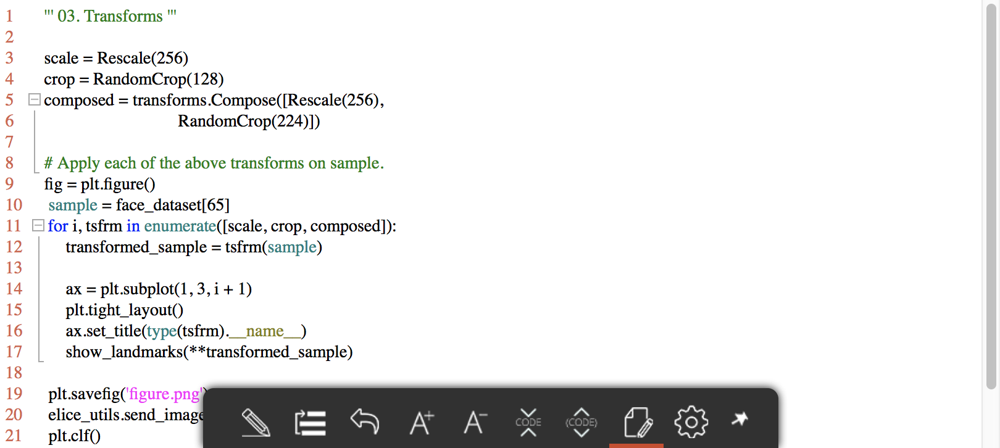 1 ''' 03. Transforms '''
2
3 scale = Rescale(256)
4 crop = RandomCrop(128)
5 composed = transforms.Compose([Rescale(256),
6 RandomCrop(224)])
7
8 # Apply each of the above transforms on sample.
9 fig = plt.figure()
10 sample = face_dataset[65]
11 for i, tsfrm in enumerate([scale, crop, composed]):
12 transformed_sample = tsfrm(sample)
13
14 ax = plt.subplot(1, 3, i + 1)
15 plt.tight_layout()
16 ax.set_title(type(tsfrm).__name__)
17 show_landmarks(**transformed_sample)
18
19 plt.savefig('figure.png')
20 elice_utils.send_image
21 plt.clf()
A+ A- CODE (CODE)